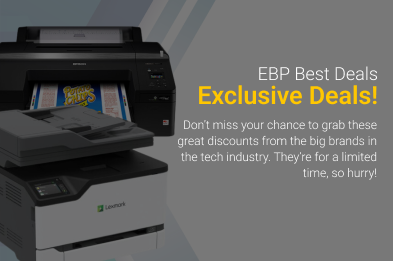 EBP Best Deals
Exclusive Deals!
Don't miss your chance to grab these
great discounts from the big brands in
the tech industry. They're for a limited
time, so hurry!
Lexmark